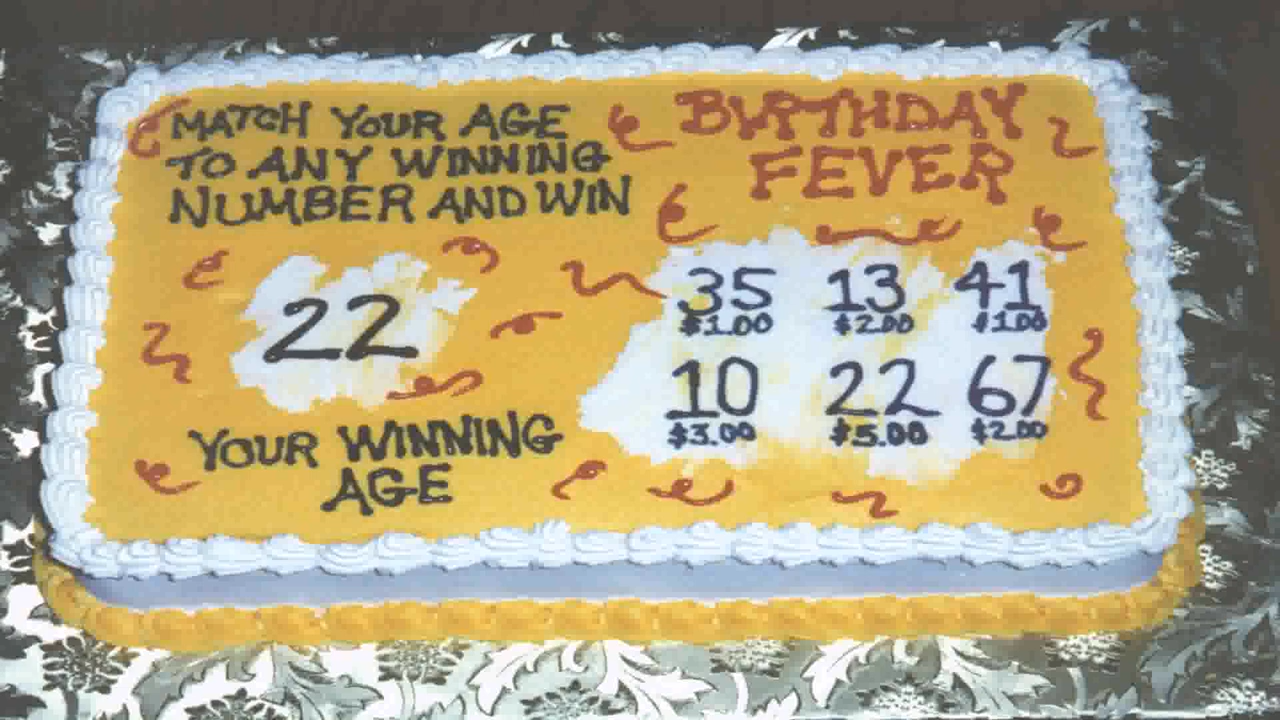 MATCH YOUR AGE
TO ANY WINNING
NUMBER AND WIN
22
YOUR WINNING
AGE
BIRTHDAY
FEVER
35 13 41
$1.00 $2.00 $1.00
10 22 67
$3.00 $5.00 $2.00